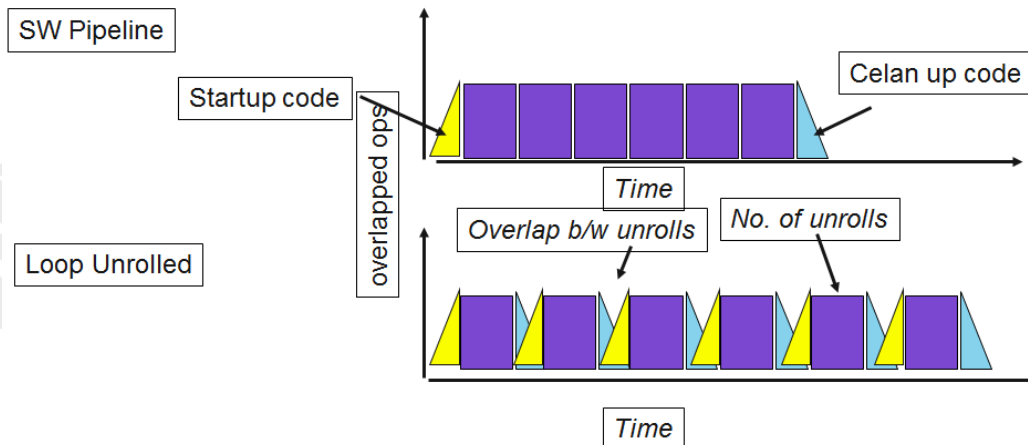 SW Pipeline
Startup code
Celan up code
overlapped ops
Time
Overlap b/w unrolls
No. of unrolls
Loop Unrolled
Time